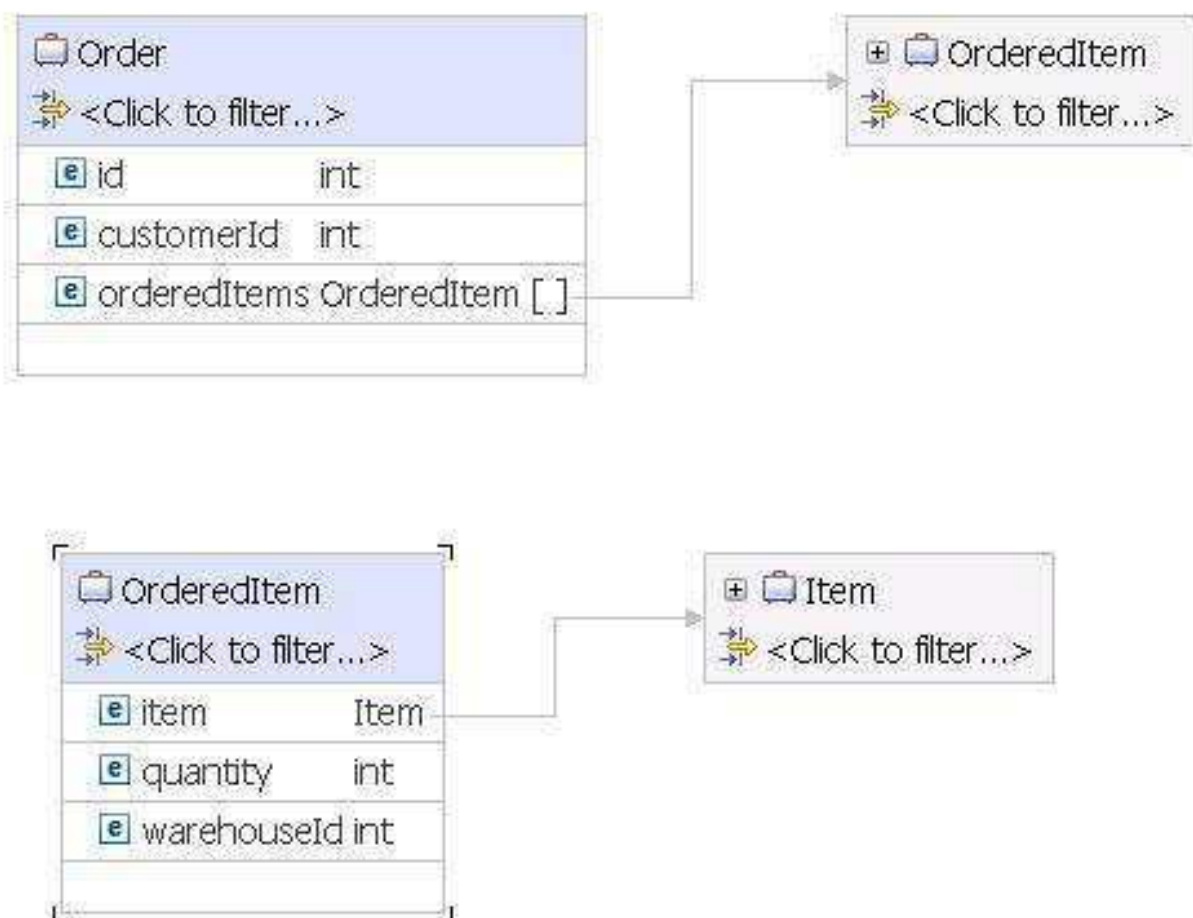 Order
<Click to filter...>
id int
customerId int
orderedItems OrderedItem [ ]
OrderedItem
<Click to filter...>
OrderedItem
<Click to filter...>
item Item
quantity int
warehouseId int
Item
<Click to filter...>